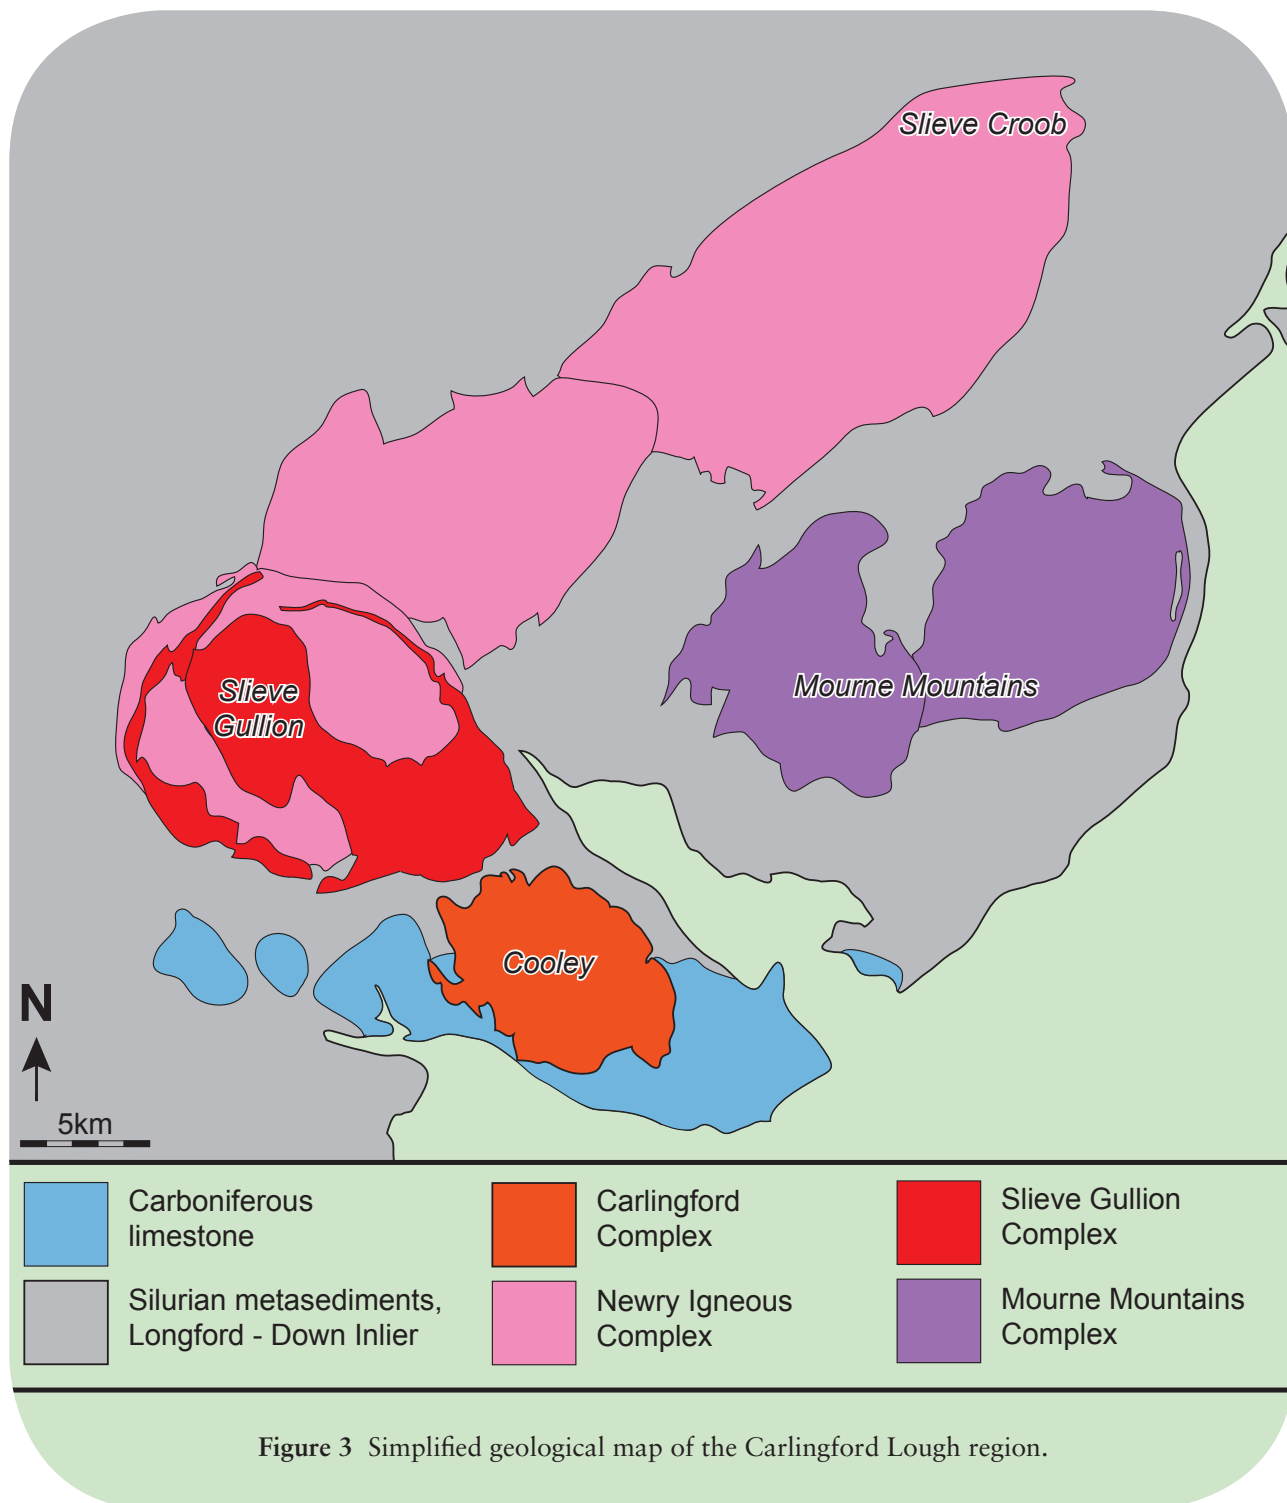 Slieve Croob
Slieve
Gullion
Mourne Mountains
Cooley
N
5km
Carboniferous
limestone
Carlingford
Complex
Slieve Gullion
Complex
Silurian metasediments,
Longford - Down Inlier
Newry Igneous
Complex
Mourne Mountains
Complex
Figure 3 Simplified geological map of the Carlingford Lough region.